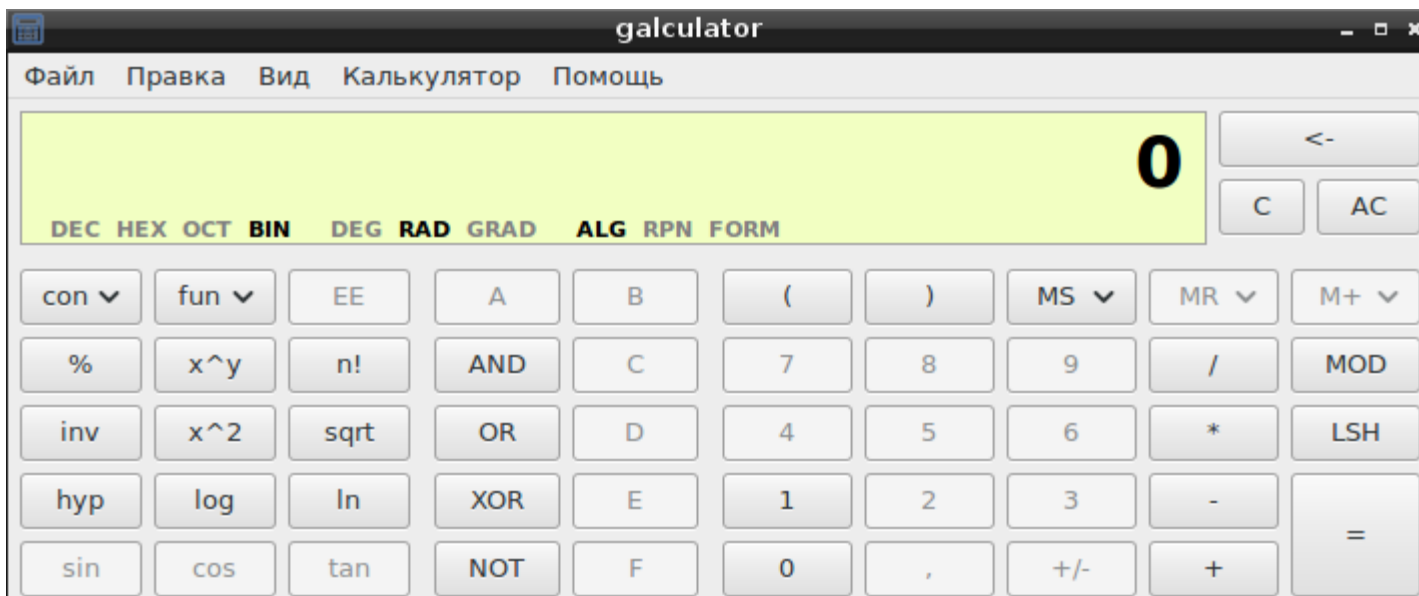 galculator
Файл Правка Вид Калькулятор Помощь
0
<-
C AC
DEC HEX OCT BIN DEG RAD GRAD ALG RPN FORM
con fun EE A B ( ) MS MR M+
% x^y n! AND C 7 8 9 / MOD
inv x^2 sqrt OR D 4 5 6 * LSH
hyp log ln XOR E 1 2 3 - =
sin cos tan NOT F 0 , +/- +